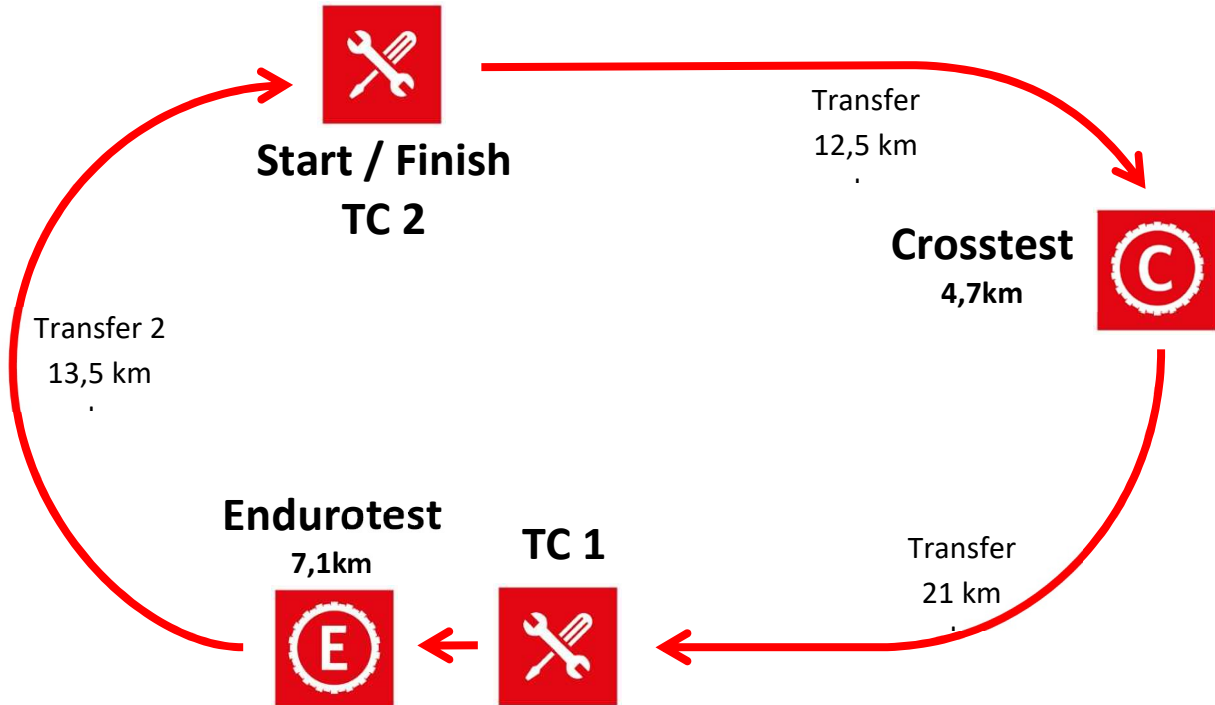 Start / Finish
TC 2
Transfer
12,5 km
Crosstest
4,7km
C
Transfer
21 km
TC 1
Endurotest
7,1km
E
Transfer 2
13,5 km